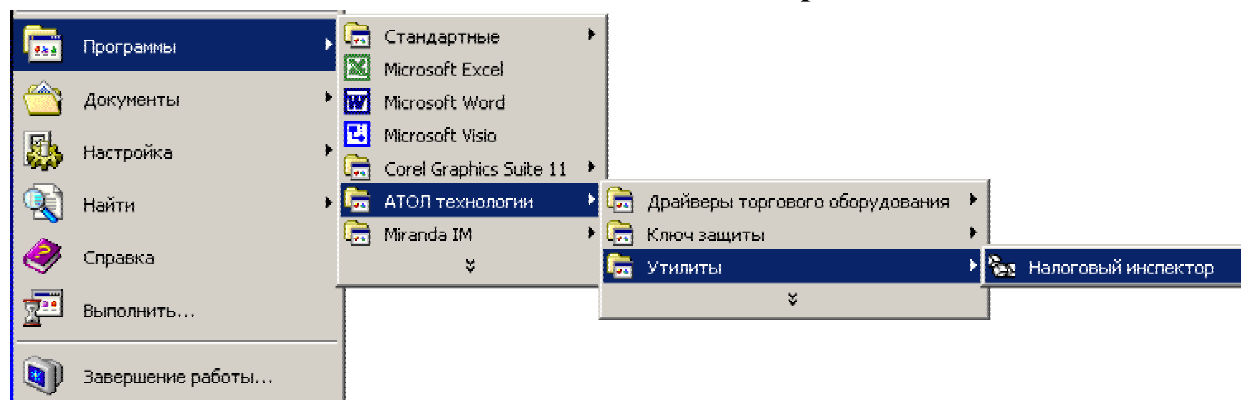 Программы
Документы
Настройка
Найти
Справка
Выполнить...
Завершение работы...
Стандартные
Microsoft Excel
Microsoft Word
Microsoft Visio
Corel Graphics Suite 11
АТОЛ технологии
Miranda IM
Драйверы торгового оборудования
Ключ защиты
Утилиты
Налоговый инспектор